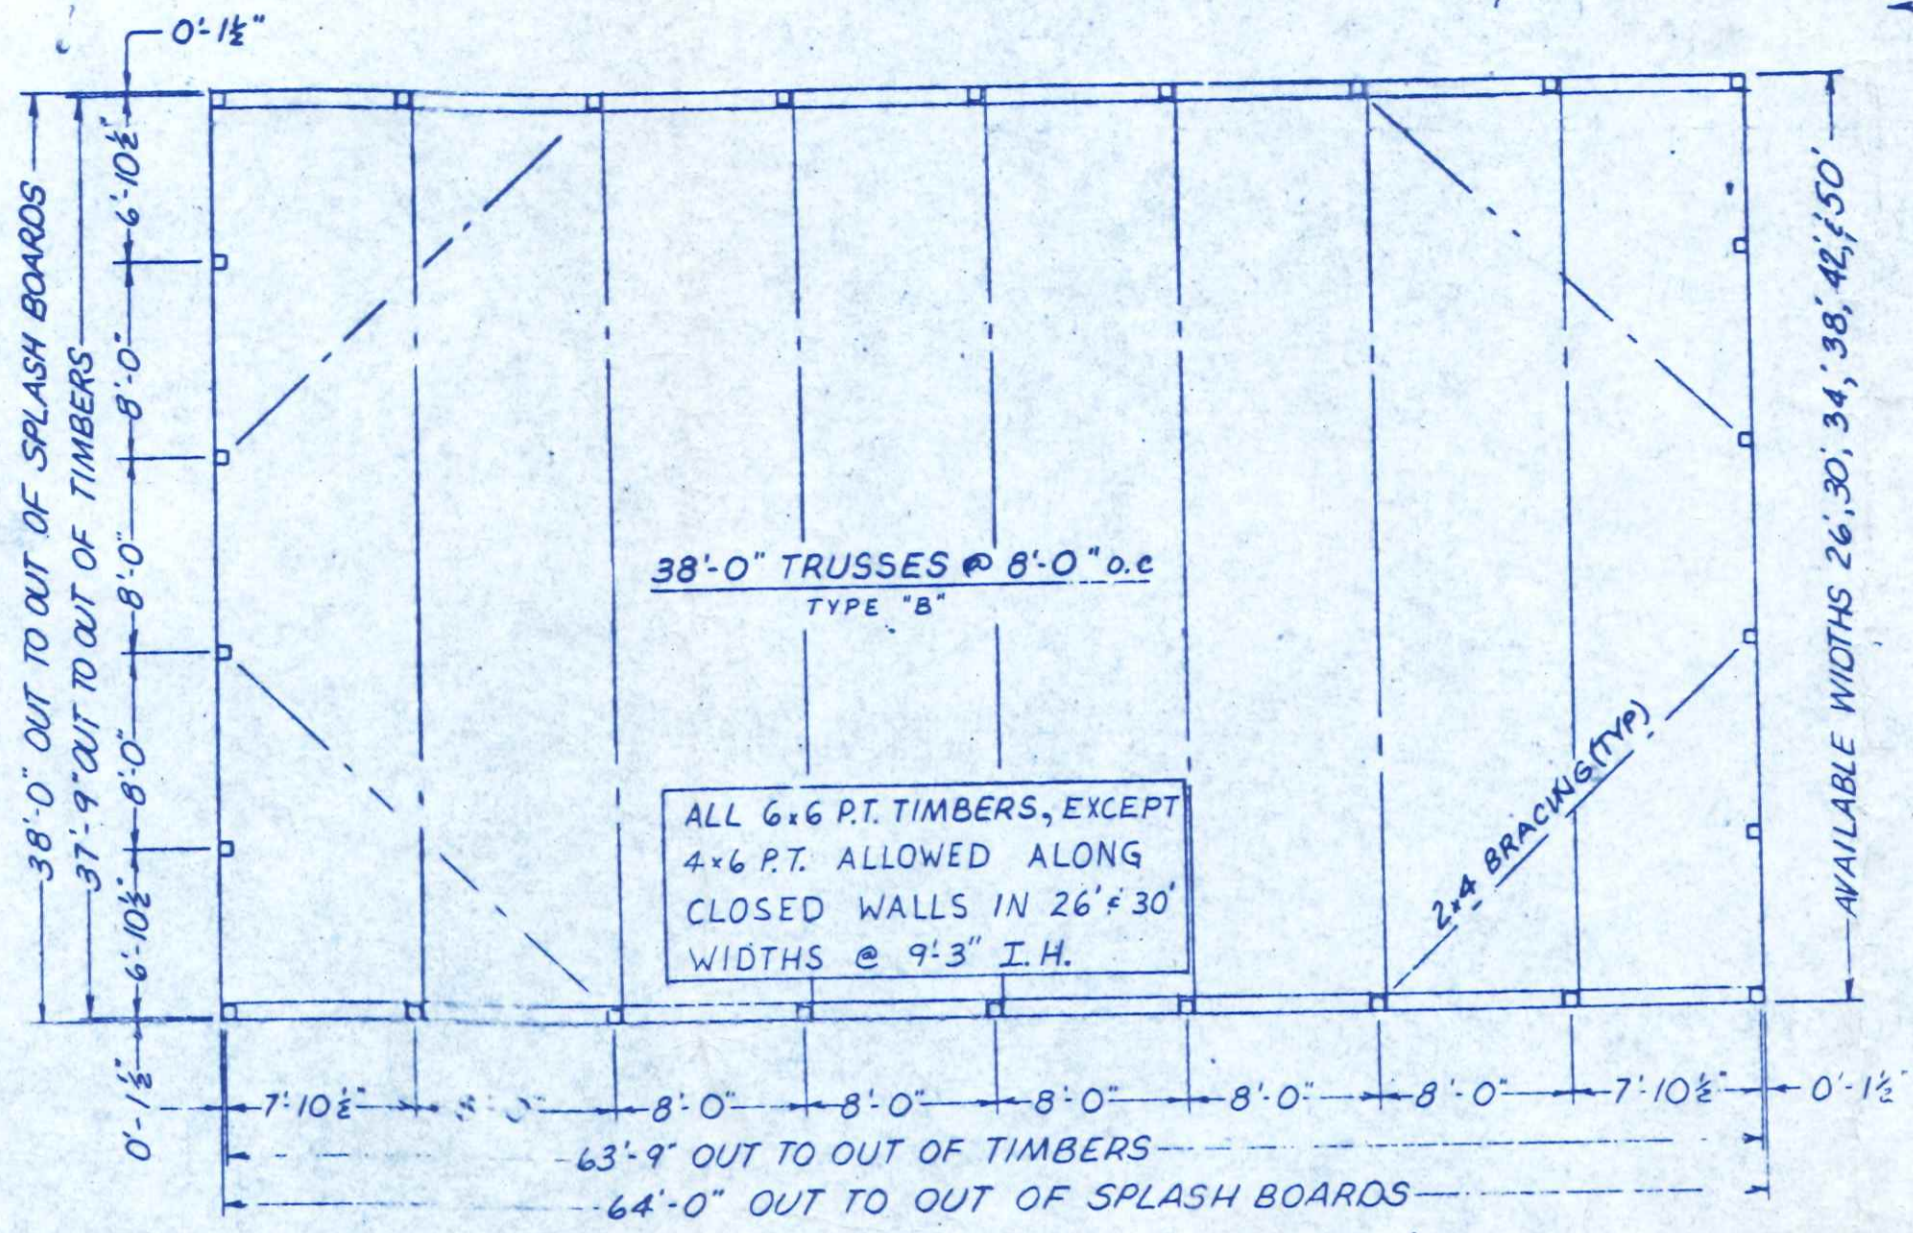 0'-1½"
38'-0" OUT TO OUT OF SPLASH BOARDS
37'-9" OUT TO OUT OF TIMBERS
6'-10½"
8'-0"
8'-0"
8'-0"
6'-10½"
0'-1½"
38'-0" TRUSSES @ 8'-0" o.c
TYPE "B"
ALL 6x6 P.T. TIMBERS, EXCEPT
4x6 P.T. ALLOWED ALONG
CLOSED WALLS IN 26' & 30'
WIDTHS @ 9'-3" I.H.
2x4 BRACING (TYP)
AVAILABLE WIDTHS 26', 30', 34', 38', 42', & 50'
7'-10½" 8'-0" 8'-0" 8'-0" 8'-0" 8'-0" 7'-10½" 0'-1½"
63'-9" OUT TO OUT OF TIMBERS
64'-0" OUT TO OUT OF SPLASH BOARDS